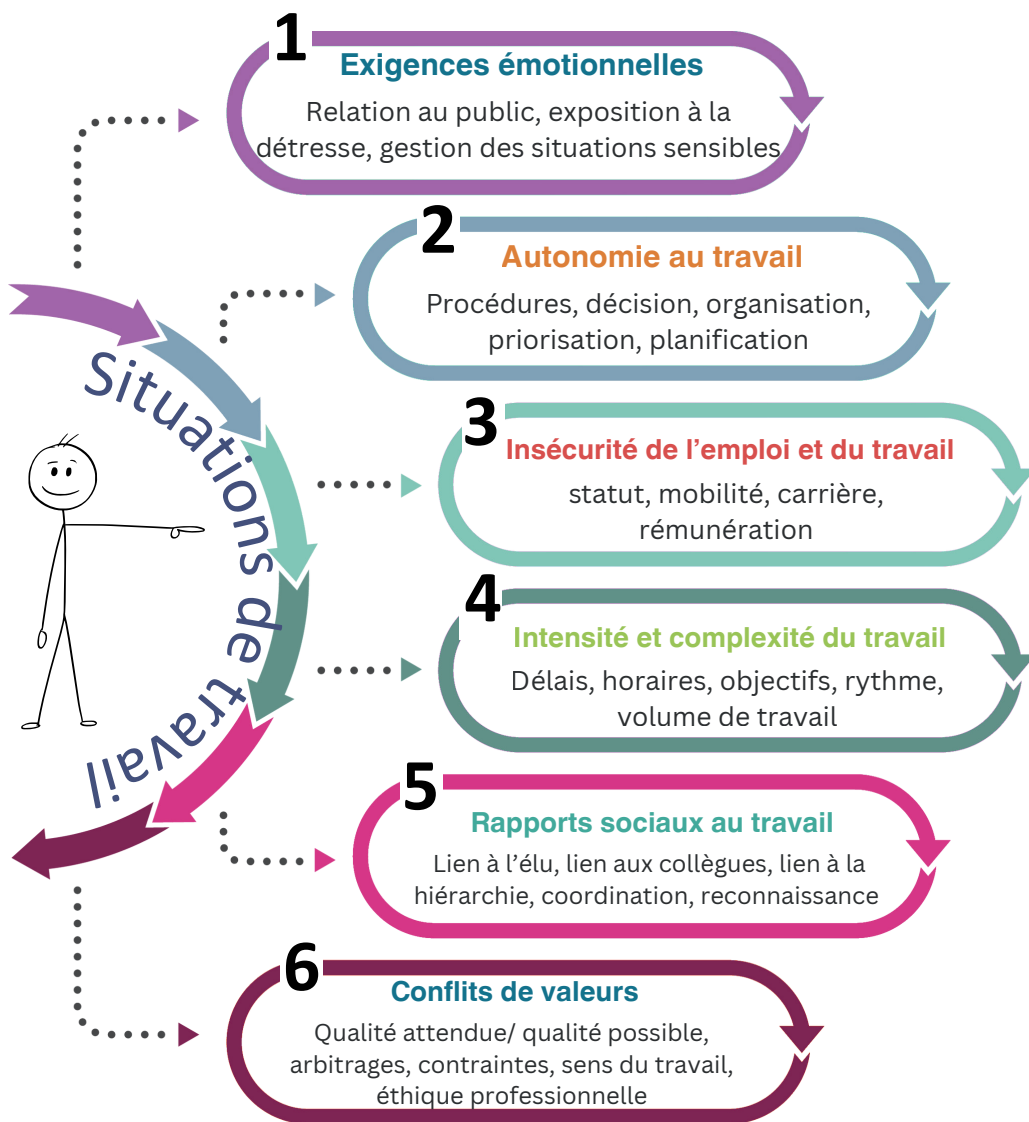 1
Exigences émotionnelles
Relation au public, exposition à la
détresse, gestion des situations sensibles
2
Autonomie au travail
Procédures, décision, organisation,
priorisation, planification
Situations de travail
3
Insécurité de l’emploi et du travail
statut, mobilité, carrière,
rémunération
4
Intensité et complexité du travail
Délais, horaires, objectifs, rythme,
volume de travail
5
Rapports sociaux au travail
Lien à l’élu, lien aux collègues, lien à la
hiérarchie, coordination, reconnaissance
6
Conflits de valeurs
Qualité attendue/ qualité possible,
arbitrages, contraintes, sens du travail,
éthique professionnelle